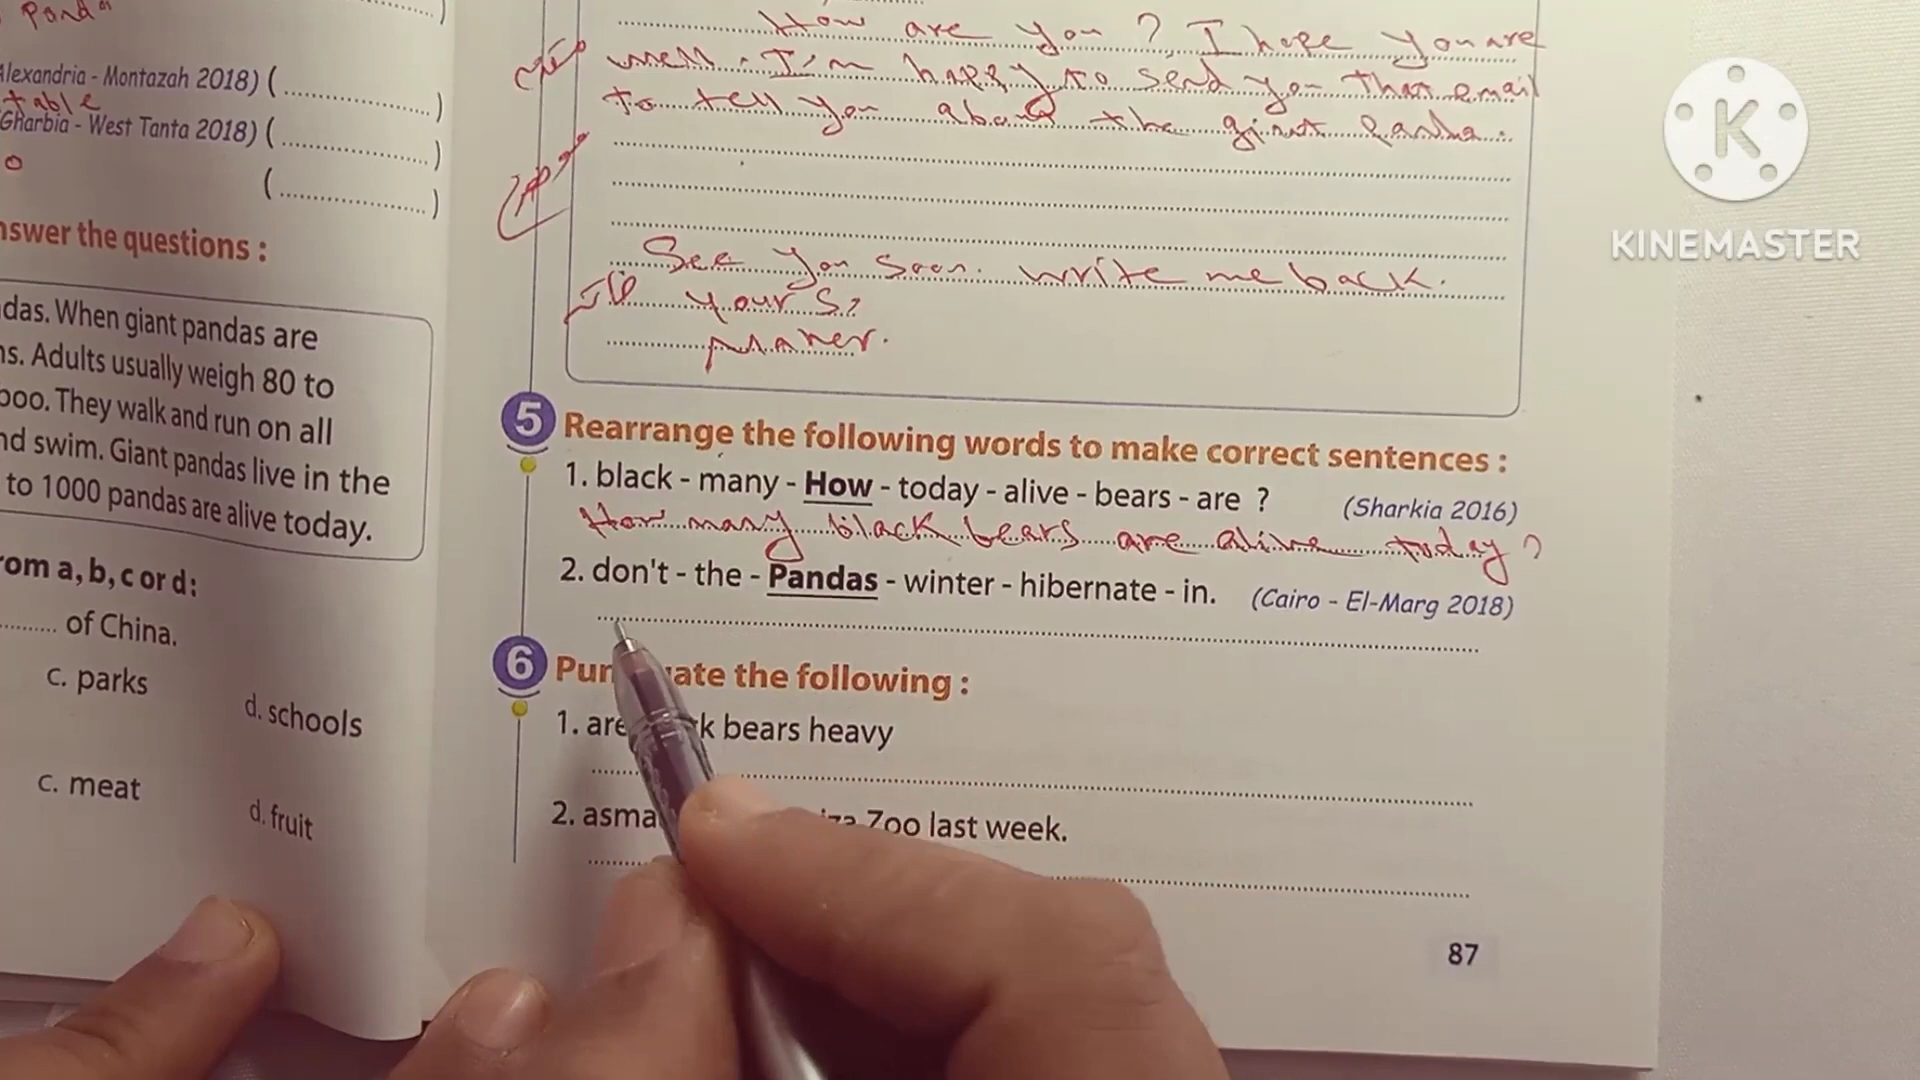 Pond"
Alexandria - Montazah 2018) (....................)
table
Gharbia - West Tanta 2018) (....................)
o
(....................)
nswer the questions :
das. When giant pandas are
ns. Adults usually weigh 80 to
boo. They walk and run on all
nd swim. Giant pandas live in the
to 1000 pandas are alive today.
rom a, b, c or d:
.......... of China.
c. parks
d. schools
c. meat
d. fruit
How are you ? I hope you are
well. I'm happy to send you that email
to tell you about the giant panda.
See you soon. write me back.
yours,
maher.
5 Rearrange the following words to make correct sentences :
1. black - many - How - today - alive - bears - are ? (Sharkia 2016)
How many black bears are alive today ?
2. don't - the - Pandas - winter - hibernate - in. (Cairo - El-Marg 2018)
6 Pun ate the following :
1. are k bears heavy
2. asma Zoo last week.
87
K
KINEMASTER